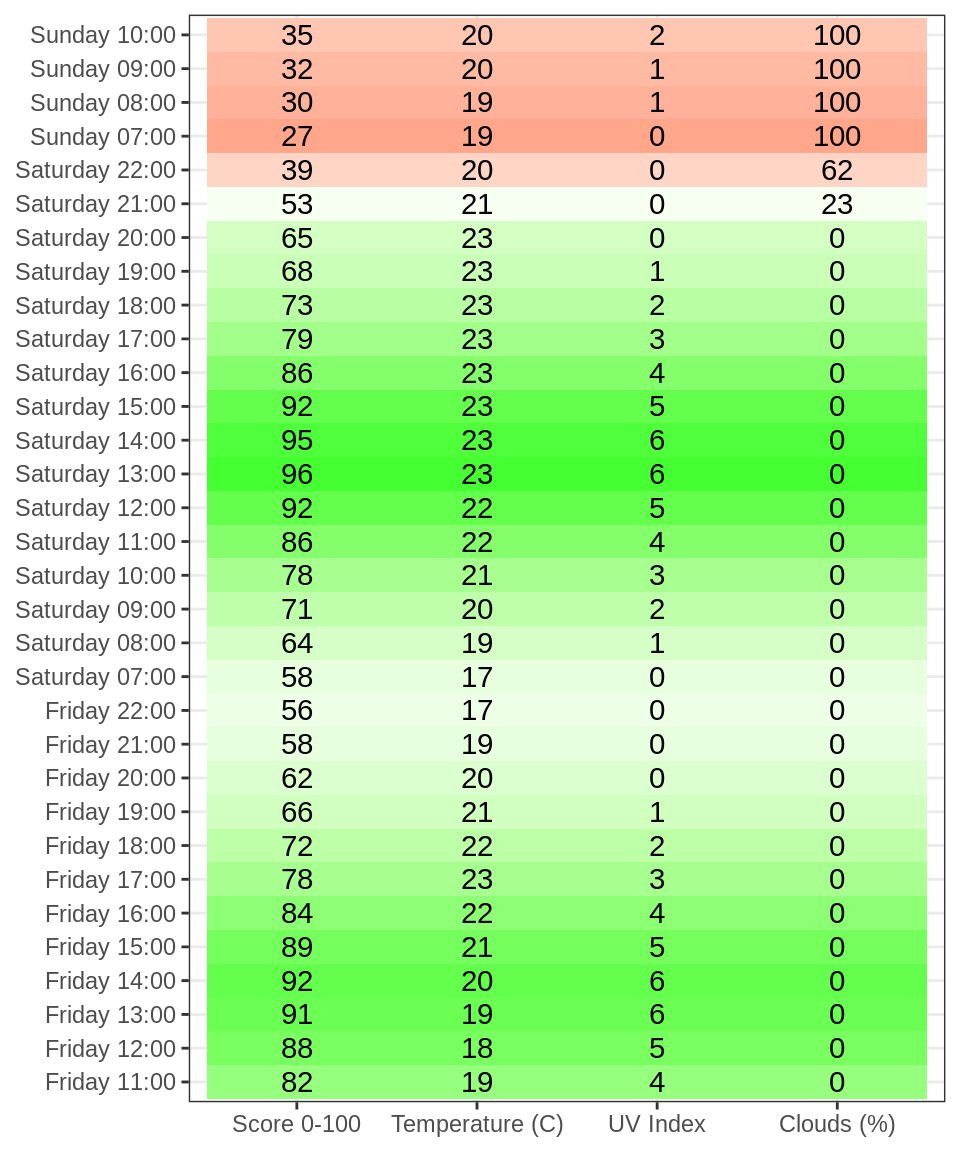 Sunday 10:00 35 20 2 100
Sunday 09:00 32 20 1 100
Sunday 08:00 30 19 1 100
Sunday 07:00 27 19 0 100
Saturday 22:00 39 20 0 62
Saturday 21:00 53 21 0 23
Saturday 20:00 65 23 0 0
Saturday 19:00 68 23 1 0
Saturday 18:00 73 23 2 0
Saturday 17:00 79 23 3 0
Saturday 16:00 86 23 4 0
Saturday 15:00 92 23 5 0
Saturday 14:00 95 23 6 0
Saturday 13:00 96 23 6 0
Saturday 12:00 92 22 5 0
Saturday 11:00 86 22 4 0
Saturday 10:00 78 21 3 0
Saturday 09:00 71 20 2 0
Saturday 08:00 64 19 1 0
Saturday 07:00 58 17 0 0
Friday 22:00 56 17 0 0
Friday 21:00 58 19 0 0
Friday 20:00 62 20 0 0
Friday 19:00 66 21 1 0
Friday 18:00 72 22 2 0
Friday 17:00 78 23 3 0
Friday 16:00 84 22 4 0
Friday 15:00 89 21 5 0
Friday 14:00 92 20 6 0
Friday 13:00 91 19 6 0
Friday 12:00 88 18 5 0
Friday 11:00 82 19 4 0
Score 0-100 Temperature (C) UV Index Clouds (%)